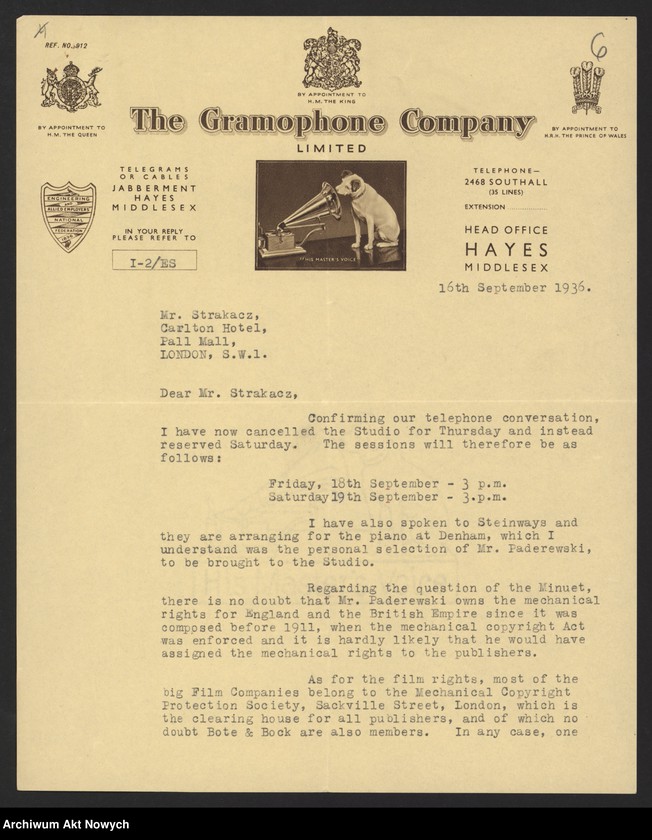 REF. NO. 5912
6
BY APPOINTMENT TO
H.M. THE QUEEN
BY APPOINTMENT TO
H.M. THE KING
BY APPOINTMENT TO
H.R.H. THE PRINCE OF WALES
The Gramophone Company
LIMITED
ENGINEERING
AND
ALLIED EMPLOYERS
NATIONAL
FEDERATION
TELEGRAMS
OR CABLES
JABBERMENT
HAYES
MIDDLESEX
IN YOUR REPLY
PLEASE REFER TO
I-2/ES
"HIS MASTER'S VOICE"
TELEPHONE—
2468 SOUTHALL
(35 LINES)
EXTENSION
HEAD OFFICE
HAYES
MIDDLESEX
16th September 1936.
Mr. Strakacz,
Carlton Hotel,
Pall Mall,
LONDON, S.W.1.
Dear Mr. Strakacz,
Confirming our telephone conversation,
I have now cancelled the Studio for Thursday and instead
reserved Saturday. The sessions will therefore be as
follows:
Friday, 18th September - 3 p.m.
Saturday 19th September - 3.p.m.
I have also spoken to Steinways and
they are arranging for the piano at Denham, which I
understand was the personal selection of Mr. Paderewski,
to be brought to the Studio.
Regarding the question of the Minuet,
there is no doubt that Mr. Paderewski owns the mechanical
rights for England and the British Empire since it was
composed before 1911, when the mechanical copyright Act
was enforced and it is hardly likely that he would have
assigned the mechanical rights to the publishers.
As for the film rights, most of the
big Film Companies belong to the Mechanical Copyright
Protection Society, Sackville Street, London, which is
the clearing house for all publishers, and of which no
doubt Bote & Bock are also members. In any case, one
Archiwum Akt Nowych